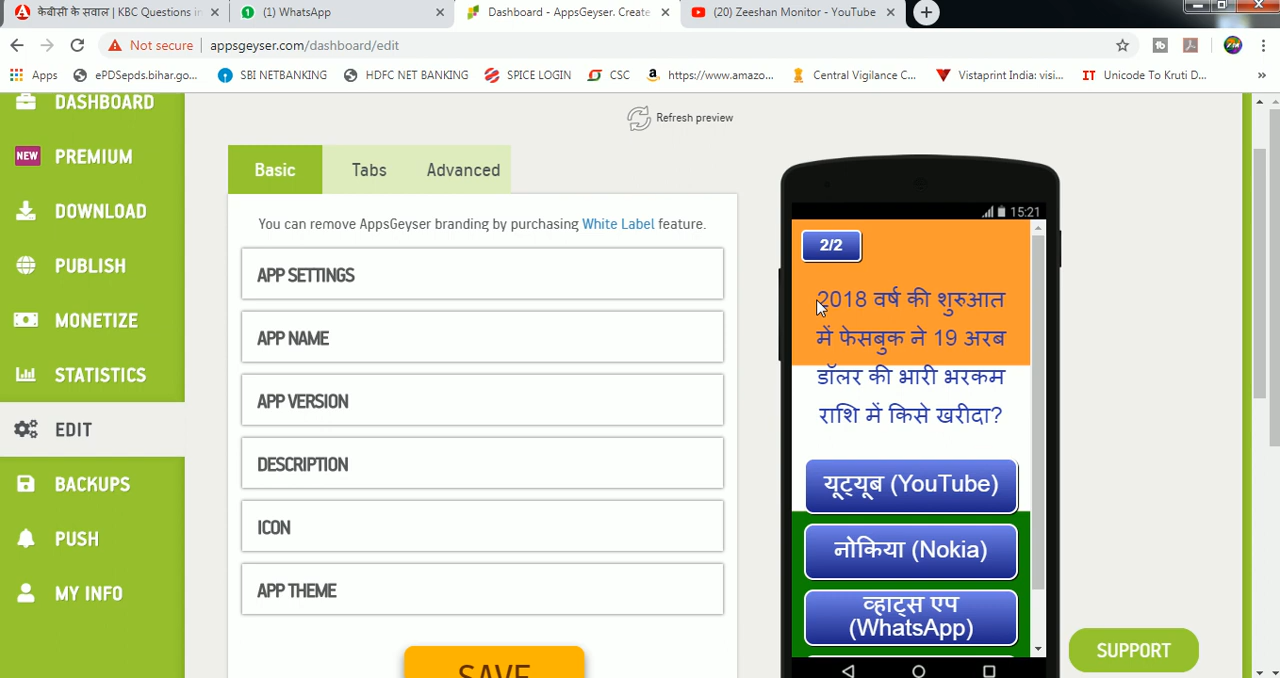 केबीसी के सवाल | KBC Questions in
(1) WhatsApp
Dashboard - AppsGeyser. Create
(20) Zeeshan Monitor - YouTube
Not secure
appsgeyser.com/dashboard/edit
Apps
ePDSepds.bihar.go...
SBI NETBANKING
HDFC NET BANKING
SPICE LOGIN
CSC
https://www.amazo...
Central Vigilance C...
Vistaprint India: visi...
IT Unicode To Kruti D...
DASHBOARD
NEW PREMIUM
DOWNLOAD
PUBLISH
MONETIZE
STATISTICS
EDIT
BACKUPS
PUSH
MY INFO
Refresh preview
Basic
Tabs
Advanced
You can remove AppsGeyser branding by purchasing White Label feature.
APP SETTINGS
APP NAME
APP VERSION
DESCRIPTION
ICON
APP THEME
SAVE
15:21
2/2
2018 वर्ष की शुरुआत
में फेसबुक ने 19 अरब
डॉलर की भारी भरकम
राशि में किसे खरीदा?
यूट्यूब (YouTube)
नोकिया (Nokia)
व्हाट्स एप
(WhatsApp)
SUPPORT